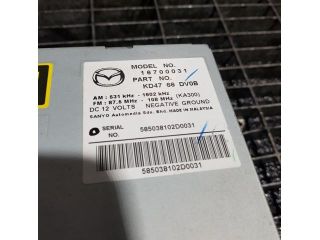 MODEL NO.
16700031
PART NO.
KD47 66 DV0B
AM : 531 kHz - 1602 kHz (KA300)
FM : 87.5 MHz - 108 MHz
DC 12 VOLTS NEGATIVE GROUND
SANYO Automedia Sdn. Bhd. MADE IN MALAYSIA
SERIAL NO.
585038102D0031
585038102D0031